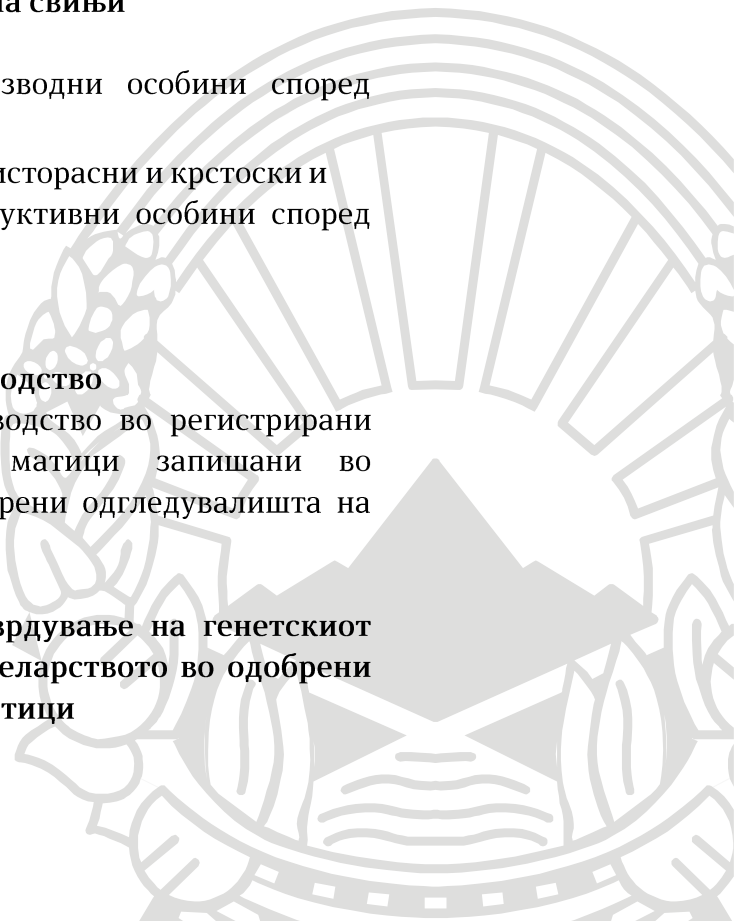 на свињи
зводни особини според
исторасни и крстоски и
уктивни особини според
одство
водство во регистрирани
матици запишани во
рени одгледувалишта на
врдување на генетскиот
еларството во одобрени
тици